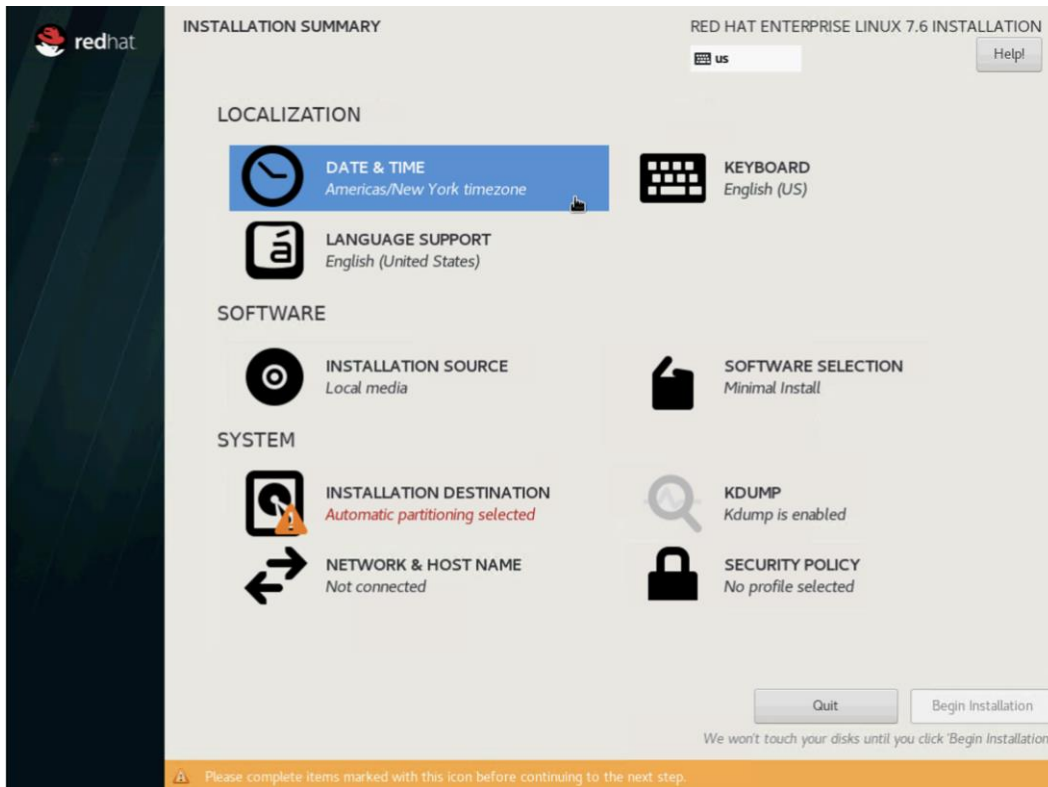 redhat
INSTALLATION SUMMARY
RED HAT ENTERPRISE LINUX 7.6 INSTALLATION
us
Help!
LOCALIZATION
DATE & TIME
Americas/New York timezone
KEYBOARD
English (US)
á
LANGUAGE SUPPORT
English (United States)
SOFTWARE
INSTALLATION SOURCE
Local media
SOFTWARE SELECTION
Minimal Install
SYSTEM
INSTALLATION DESTINATION
Automatic partitioning selected
KDUMP
Kdump is enabled
NETWORK & HOST NAME
Not connected
SECURITY POLICY
No profile selected
Quit
Begin Installation
We won't touch your disks until you click 'Begin Installation
Please complete items marked with this icon before continuing to the next step.